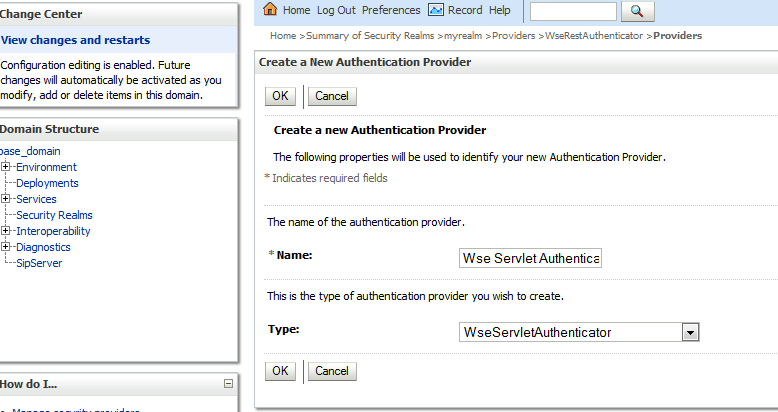 Change Center
View changes and restarts
Configuration editing is enabled. Future
changes will automatically be activated as you
modify, add or delete items in this domain.
Domain Structure
base_domain
Environment
Deployments
Services
Security Realms
Interoperability
Diagnostics
SipServer
How do I...
Manage security providers
Home Log Out Preferences Record Help
Home >Summary of Security Realms >myrealm >Providers >WseRestAuthenticator >Providers
Create a New Authentication Provider
OK Cancel
Create a new Authentication Provider
The following properties will be used to identify your new Authentication Provider.
* Indicates required fields
The name of the authentication provider.
* Name: Wse Servlet Authentica
This is the type of authentication provider you wish to create.
Type: WseServletAuthenticator
OK Cancel